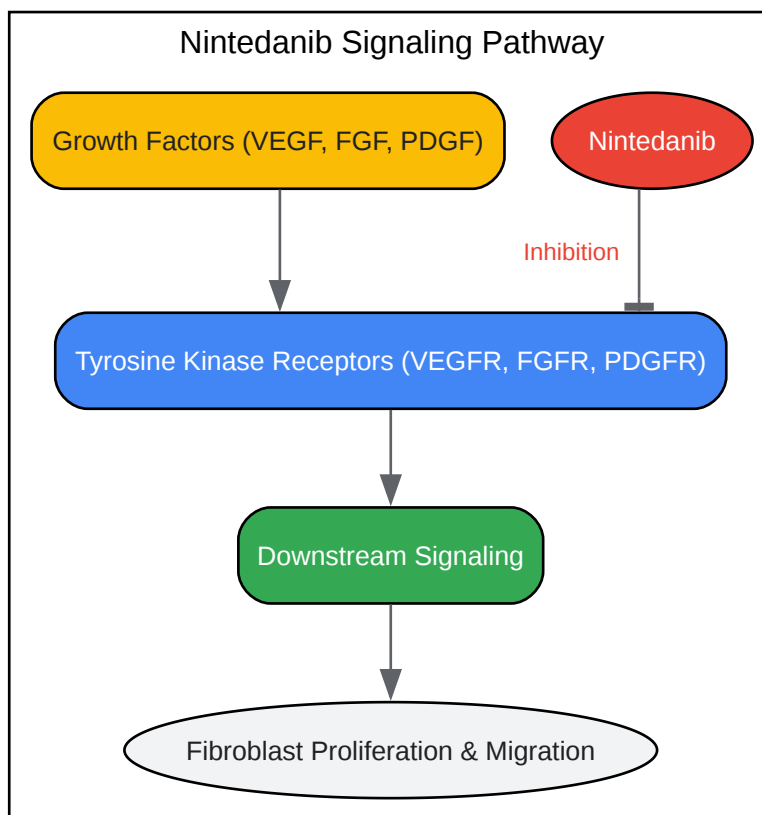 Nintedanib Signaling Pathway
Growth Factors (VEGF, FGF, PDGF)
Nintedanib
Inhibition
Tyrosine Kinase Receptors (VEGFR, FGFR, PDGFR)
Downstream Signaling
Fibroblast Proliferation & Migration